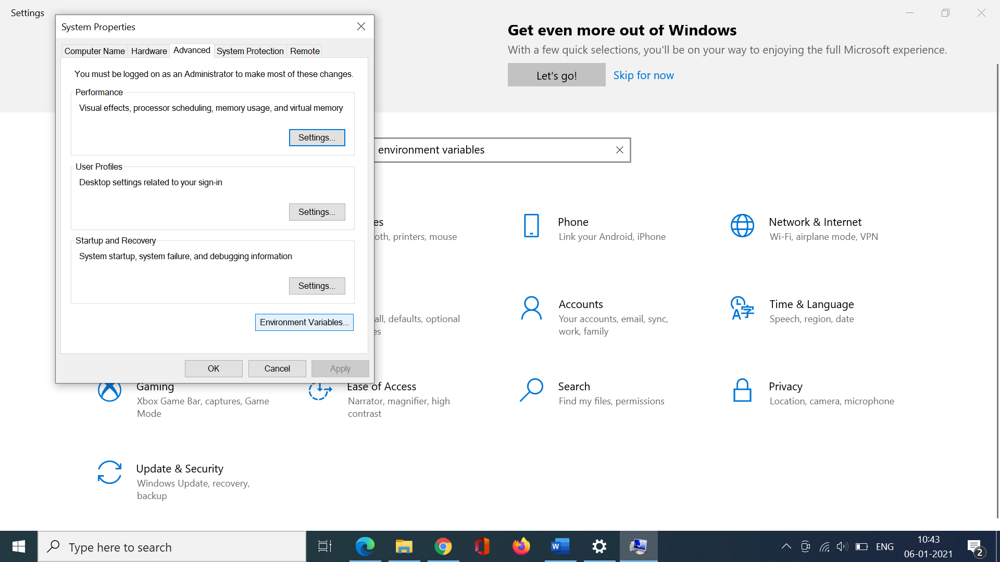 Settings
System Properties
Computer Name
Hardware
Advanced
System Protection
Remote
You must be logged on as an Administrator to make most of these changes.
Performance
Visual effects, processor scheduling, memory usage, and virtual memory
Settings...
User Profiles
Desktop settings related to your sign-in
Settings...
Startup and Recovery
System startup, system failure, and debugging information
Settings...
Environment Variables...
OK
Cancel
Apply
Get even more out of Windows
With a few quick selections, you'll be on your way to enjoying the full Microsoft experience.
Let's go!
Skip for now
environment variables
es
oth, printers, mouse
Phone
Link your Android, iPhone
Network & Internet
Wi-Fi, airplane mode, VPN
all, defaults, optional
es
Accounts
Your accounts, email, sync,
work, family
Time & Language
Speech, region, date
Gaming
Xbox Game Bar, captures, Game
Mode
Ease of Access
Narrator, magnifier, high
contrast
Search
Find my files, permissions
Privacy
Location, camera, microphone
Update & Security
Windows Update, recovery,
backup
Type here to search
ENG
10:43
06-01-2021
2